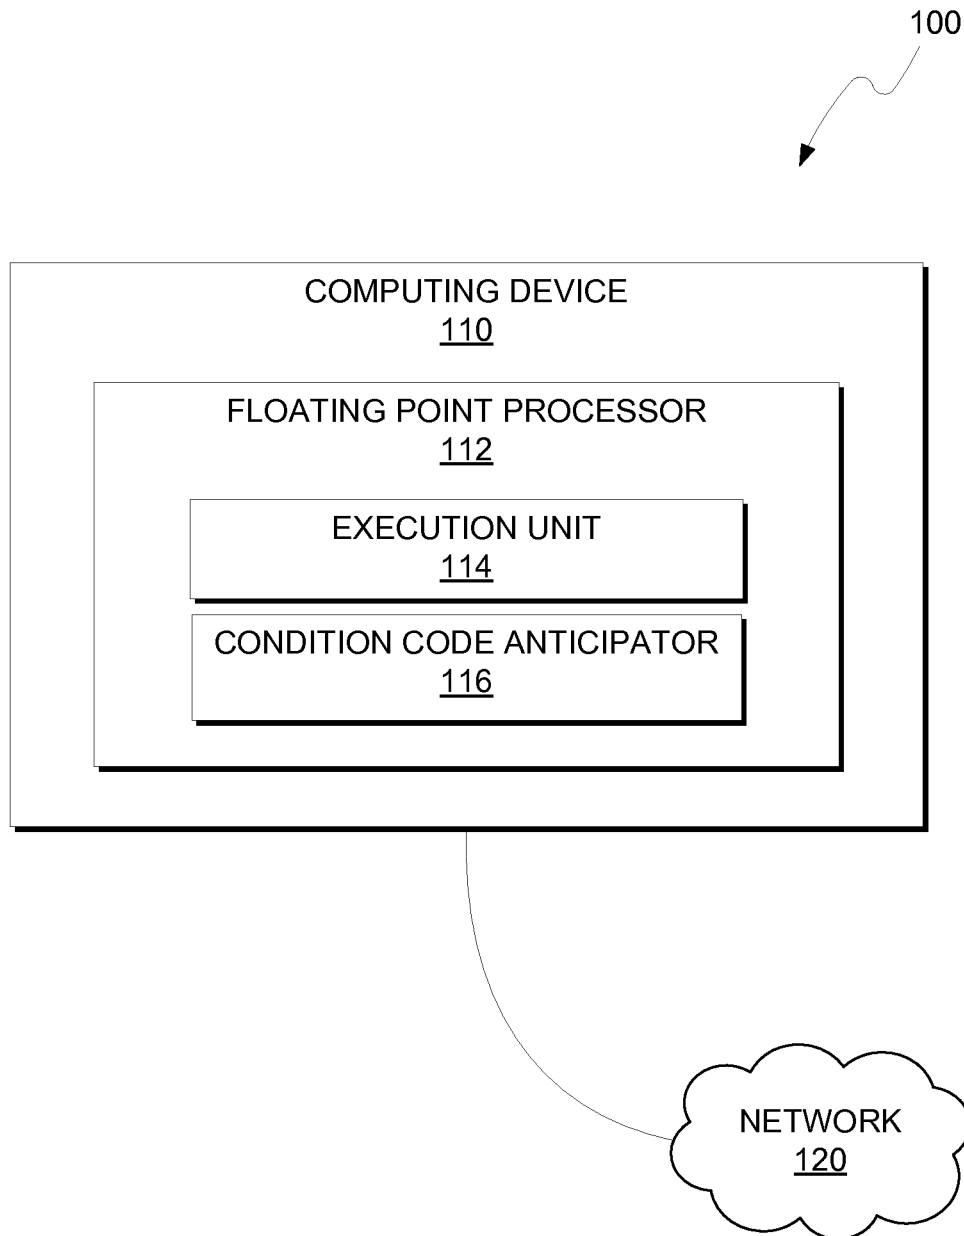 100
COMPUTING DEVICE
110
FLOATING POINT PROCESSOR
112
EXECUTION UNIT
114
CONDITION CODE ANTICIPATOR
116
NETWORK
120